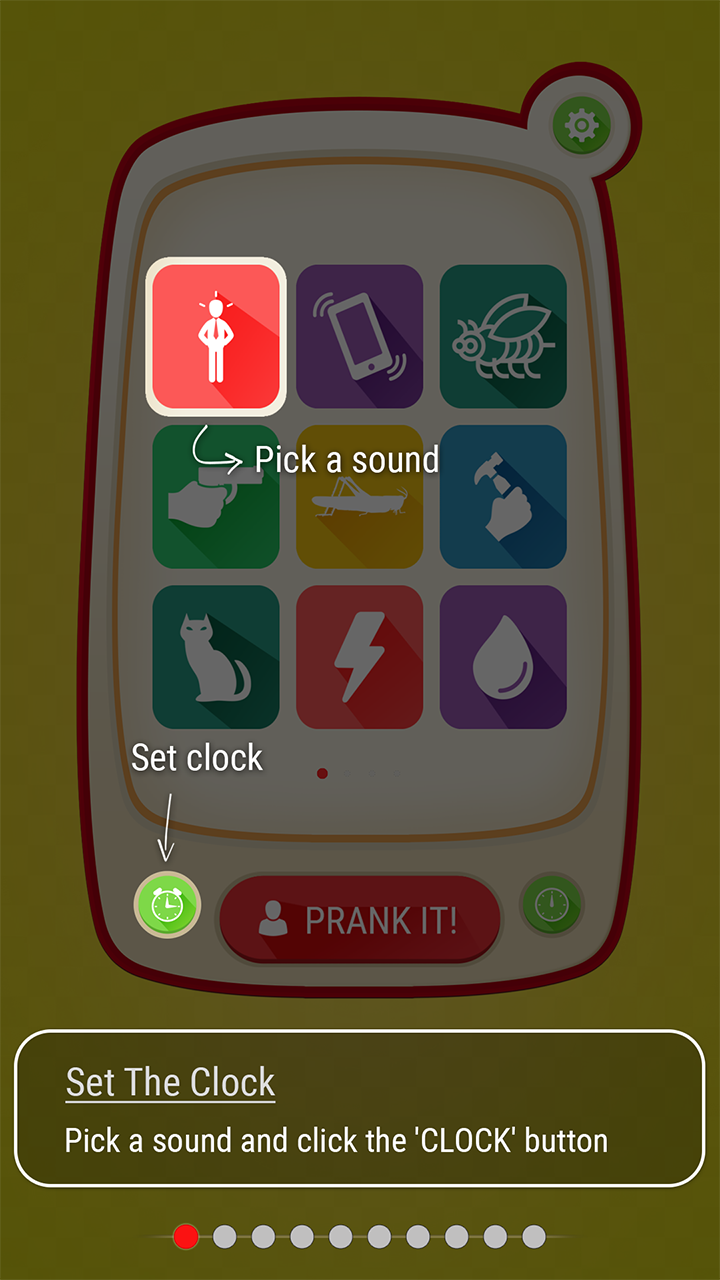 Pick a sound
Set clock
PRANK IT!
Set The Clock
Pick a sound and click the 'CLOCK' button